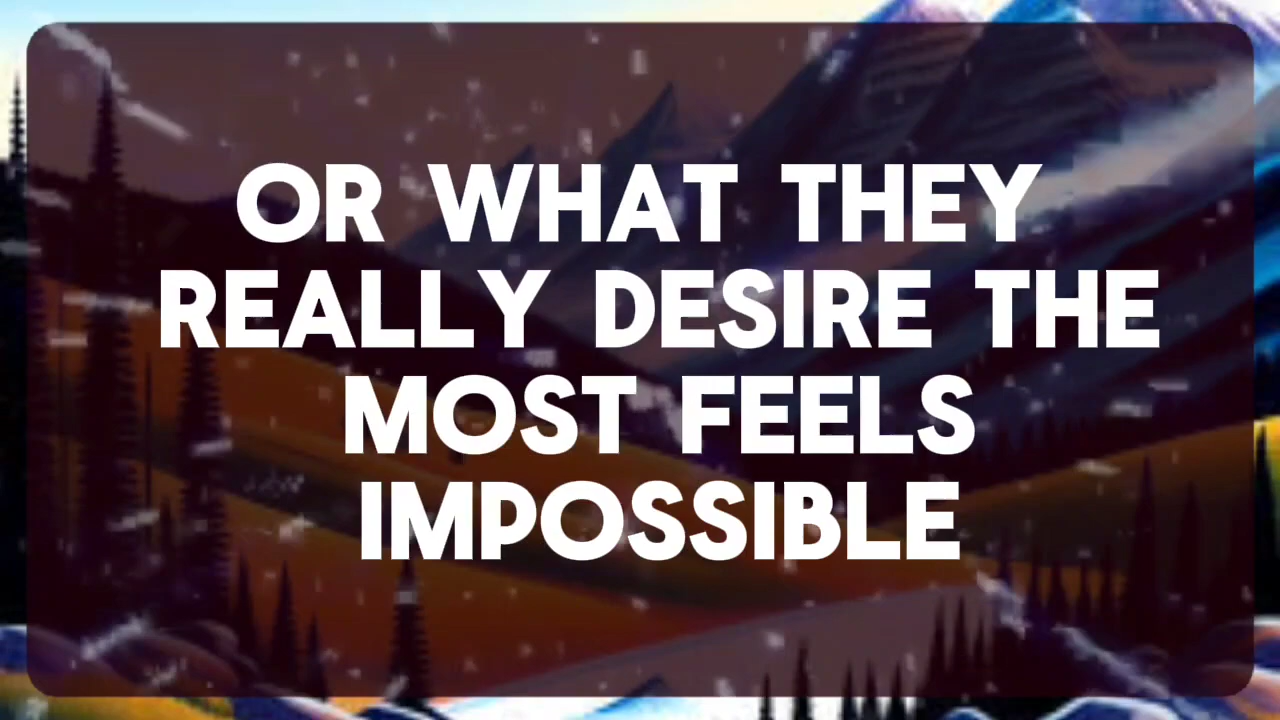 OR WHAT THEY
REALLY DESIRE THE
MOST FEELS
IMPOSSIBLE